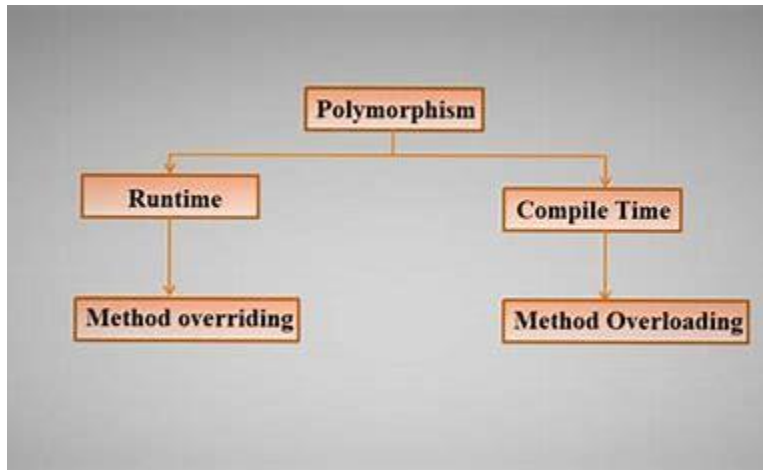 Polymorphism
Runtime
Compile Time
Method overriding
Method Overloading